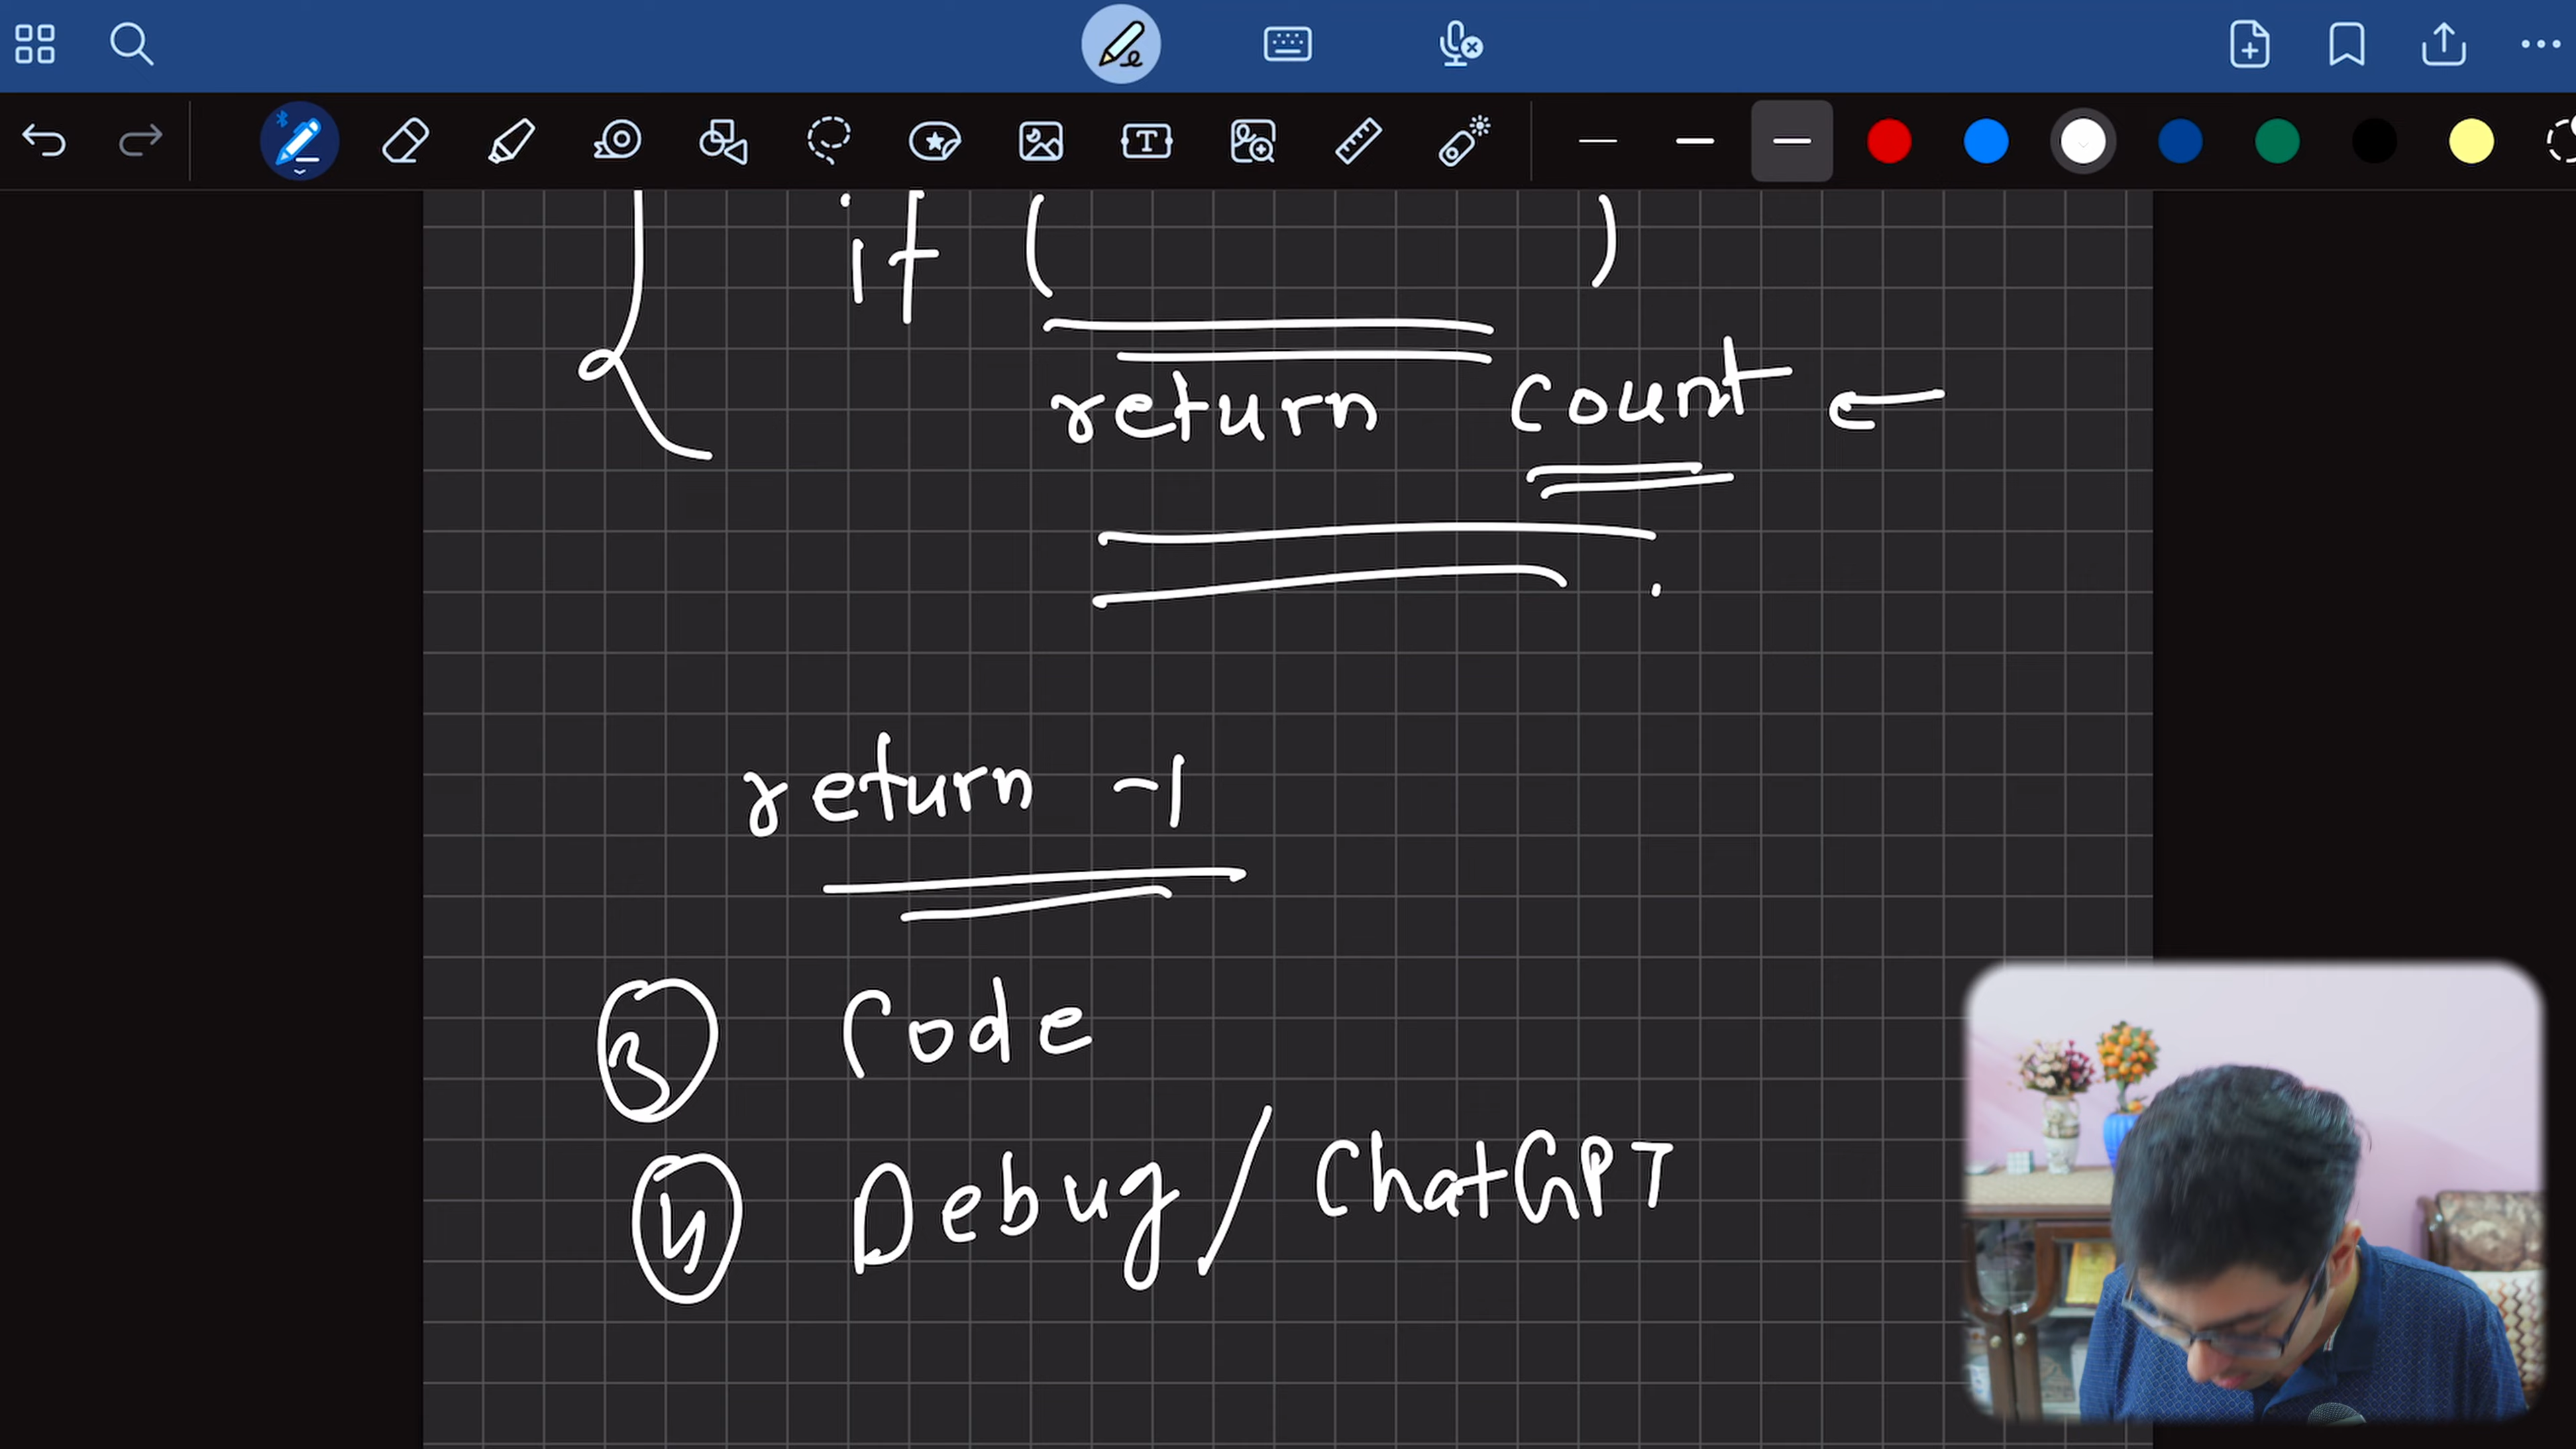 if (                )
return count ←
return -1
③ Code
④ Debug / ChatGPT